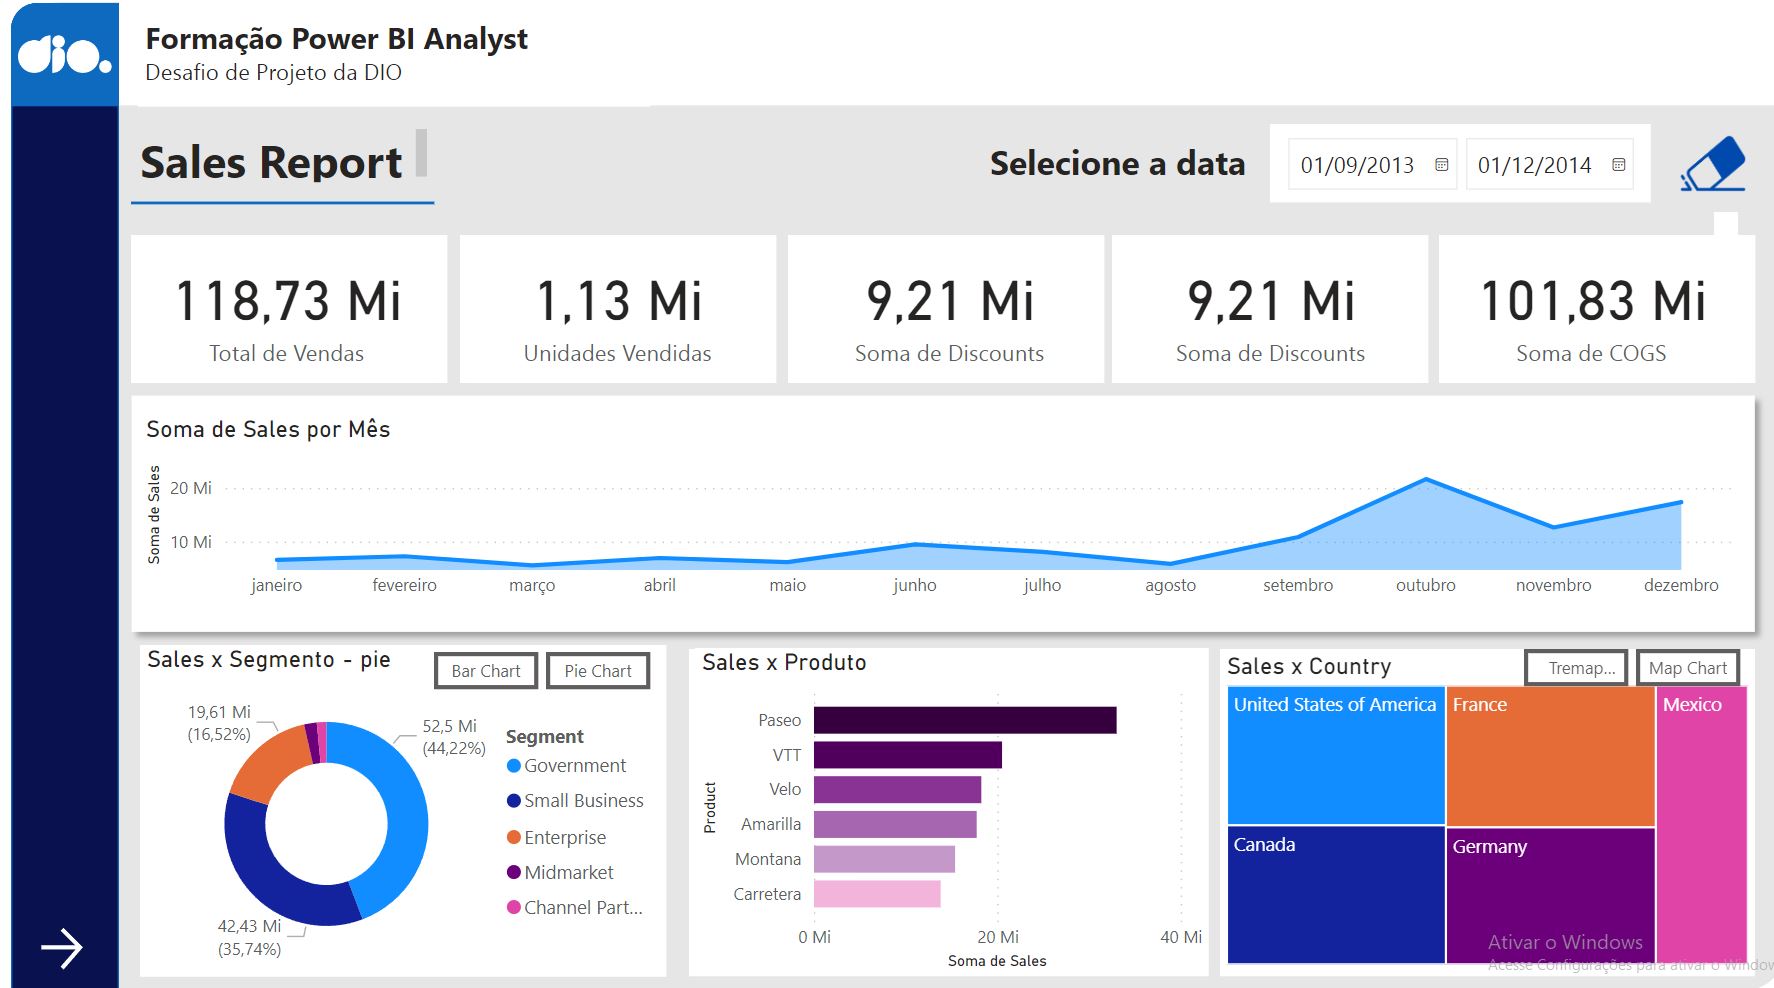 dio.
Formação Power BI Analyst
Desafio de Projeto da DIO
Sales Report
Selecione a data
01/09/2013
01/12/2014
118,73 Mi
Total de Vendas
1,13 Mi
Unidades Vendidas
9,21 Mi
Soma de Discounts
9,21 Mi
Soma de Discounts
101,83 Mi
Soma de COGS
Soma de Sales por Mês
Soma de Sales
20 Mi
10 Mi
janeiro
fevereiro
março
abril
maio
junho
julho
agosto
setembro
outubro
novembro
dezembro
Sales x Segmento - pie
Bar Chart
Pie Chart
19,61 Mi
(16,52%)
52,5 Mi
(44,22%)
42,43 Mi
(35,74%)
Segment
Government
Small Business
Enterprise
Midmarket
Channel Part...
Sales x Produto
Product
Paseo
VTT
Velo
Amarilla
Montana
Carretera
0 Mi
20 Mi
40 Mi
Soma de Sales
Sales x Country
Tremap...
Map Chart
United States of America
France
Mexico
Canada
Germany
Ativar o Windows
Acesse Configurações para ativar o Window